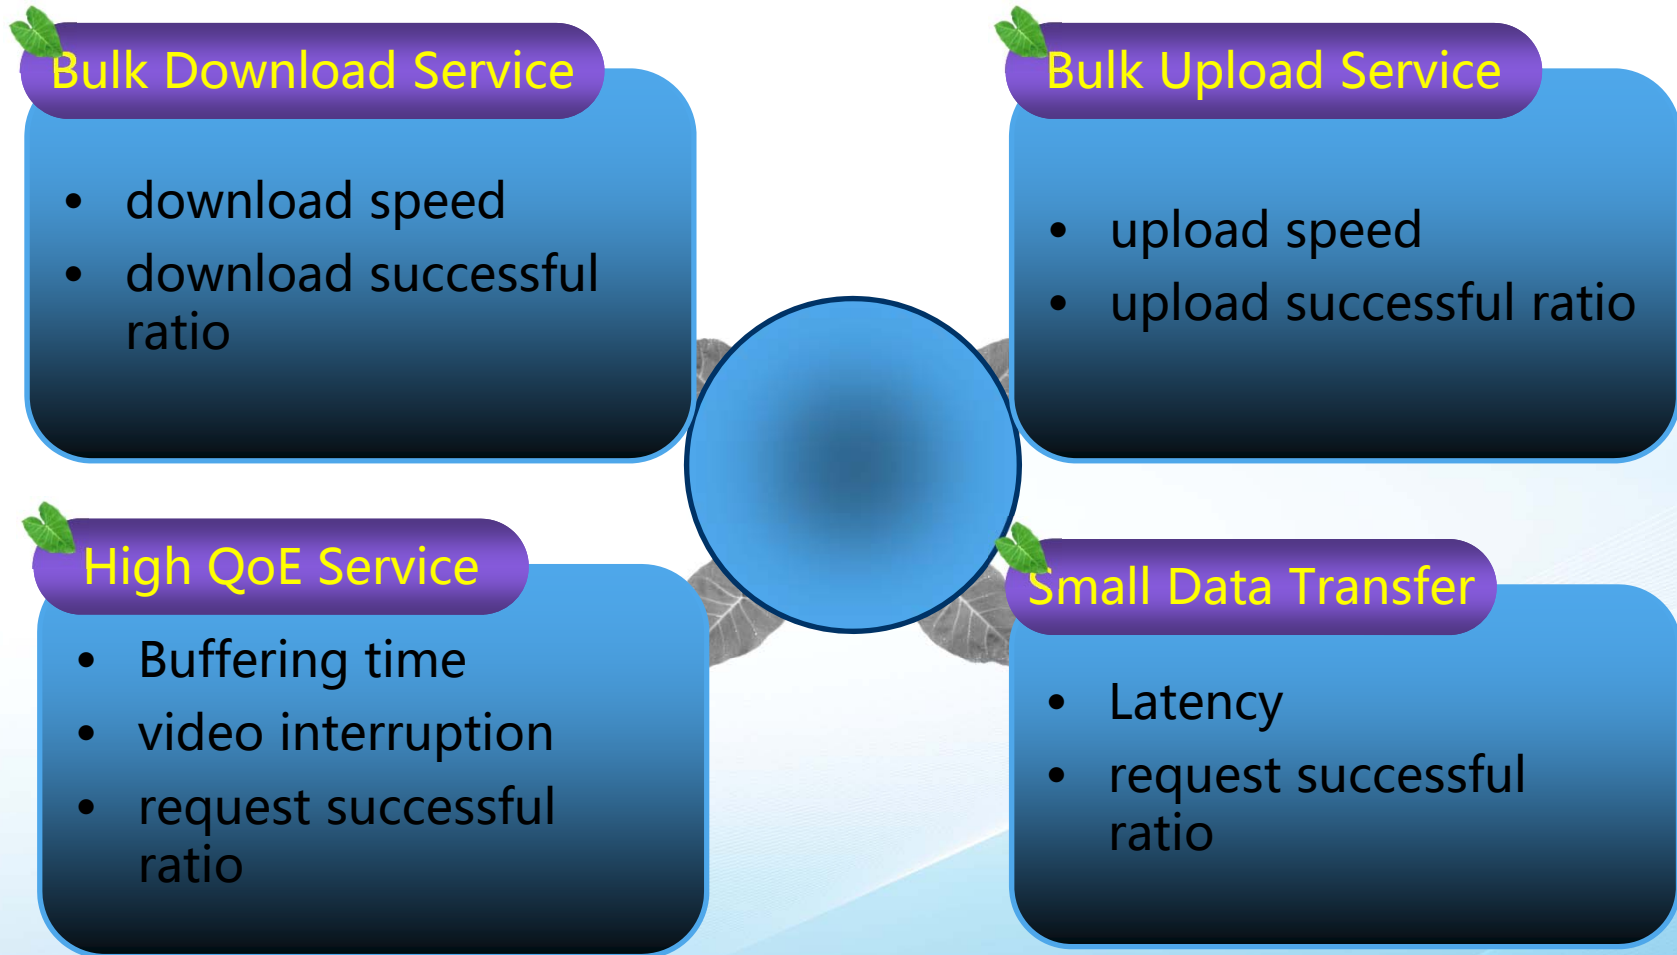 Bulk Download Service
• download speed
• download successful
ratio
Bulk Upload Service
• upload speed
• upload successful ratio
High QoE Service
• Buffering time
• video interruption
• request successful
ratio
Small Data Transfer
• Latency
• request successful
ratio